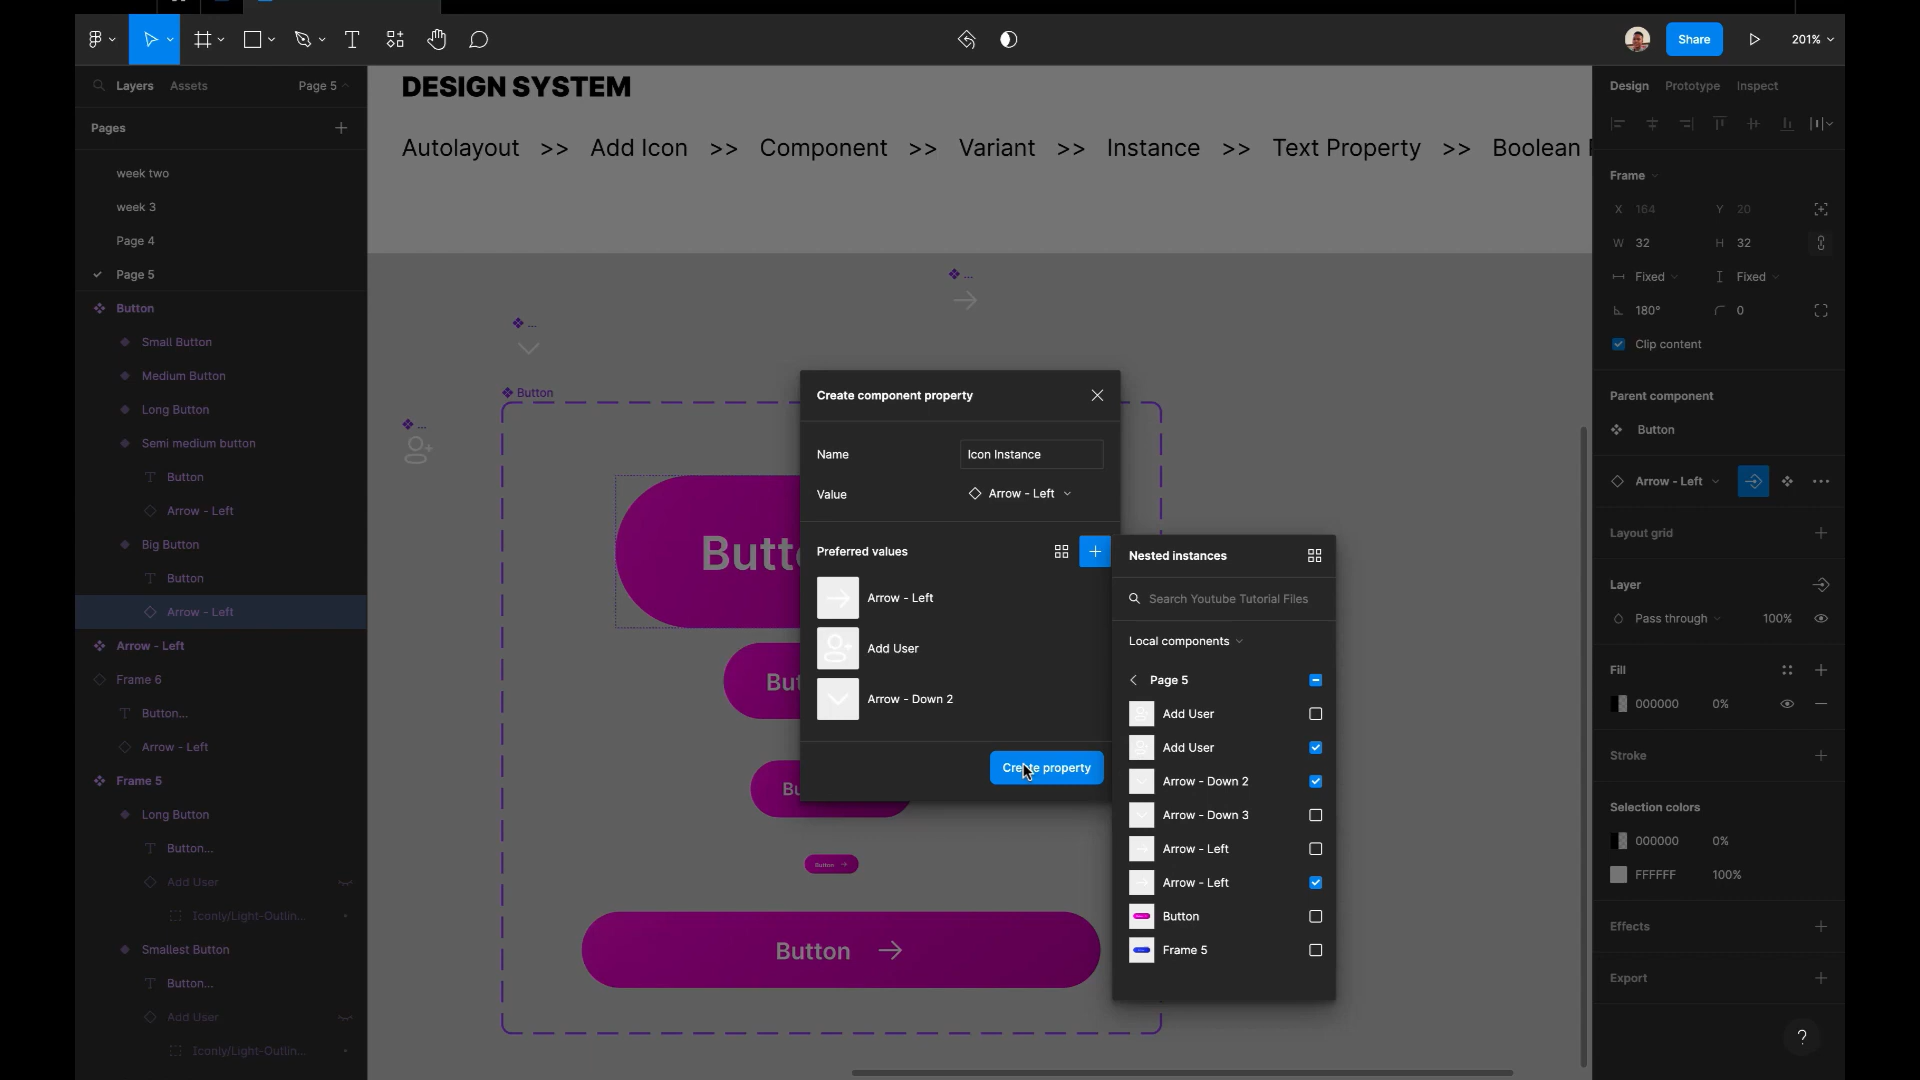 Share
201%
Layers
Assets
Page 5
Pages
week two
week 3
Page 4
Page 5
Button
Small Button
Medium Button
Long Button
Semi medium button
Button
Arrow - Left
Big Button
Button
Arrow - Left
Arrow - Left
Frame 6
Button...
Arrow - Left
Frame 5
Long Button
Button...
Add User
Iconly/Light-Outlin...
Smallest Button
Button...
Add User
Iconly/Light-Outlin...
DESIGN SYSTEM
Autolayout >> Add Icon >> Component >> Variant >> Instance >> Text Property >> Boolean
...
...
Button
...
Button
Button →
Create component property
Name
Icon Instance
Value
Arrow - Left
Preferred values
Arrow - Left
Add User
Arrow - Down 2
Create property
Nested instances
Search Youtube Tutorial Files
Local components
Page 5
Add User
Add User
Arrow - Down 2
Arrow - Down 3
Arrow - Left
Arrow - Left
Button
Frame 5
Design
Prototype
Inspect
Frame
X 164 Y 20
W 32 H 32
Fixed Fixed
180° 0
Clip content
Parent component
Button
Arrow - Left
Layout grid
Layer
Pass through 100%
Fill
000000 0%
Stroke
Selection colors
000000 0%
FFFFFF 100%
Effects
Export
?